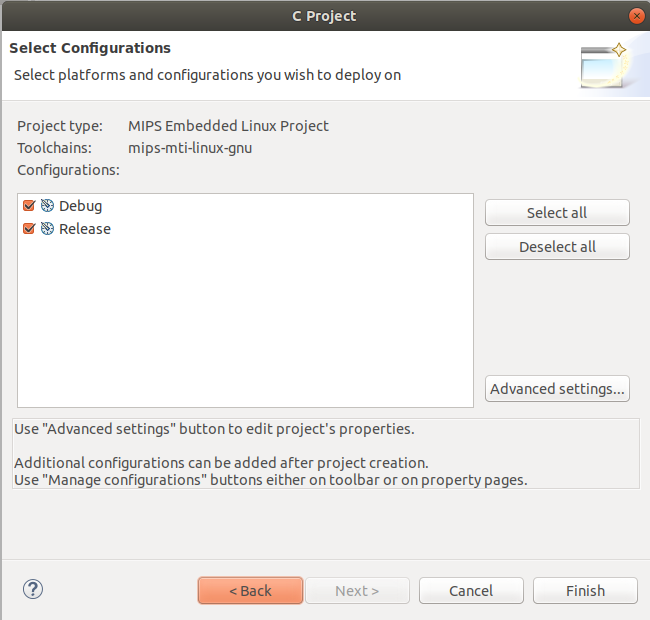 C Project
Select Configurations
Select platforms and configurations you wish to deploy on
Project type: MIPS Embedded Linux Project
Toolchains: mips-mti-linux-gnu
Configurations:
Debug
Release
Select all
Deselect all
Advanced settings...
Use "Advanced settings" button to edit project's properties.
Additional configurations can be added after project creation.
Use "Manage configurations" buttons either on toolbar or on property pages.
?
< Back
Next >
Cancel
Finish